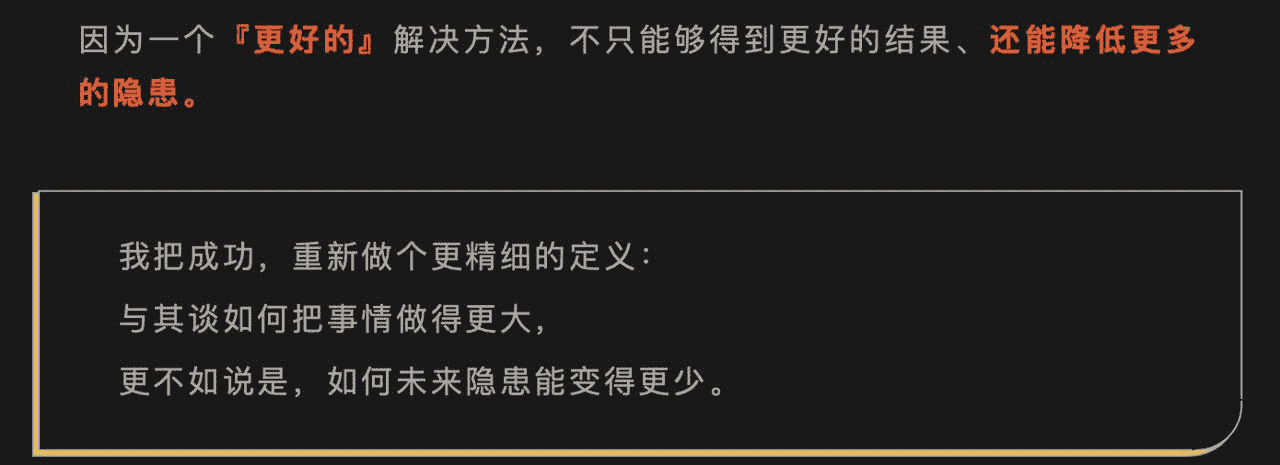 因为一个『更好的』解决方法，不只能够得到更好的结果、还能降低更多
的隐患。
我把成功，重新做个更精细的定义：
与其谈如何把事情做得更大，
更不如说是，如何未来隐患能变得更少。